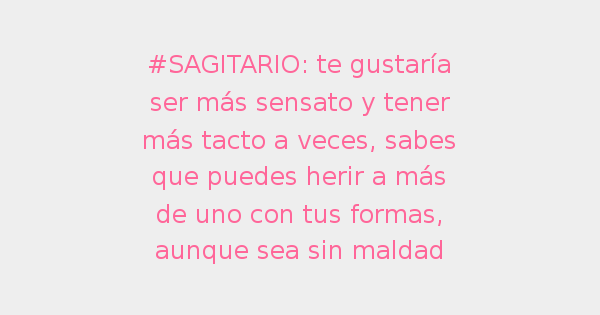 #SAGITARIO: te gustaría
ser más sensato y tener
más tacto a veces, sabes
que puedes herir a más
de uno con tus formas,
aunque sea sin maldad